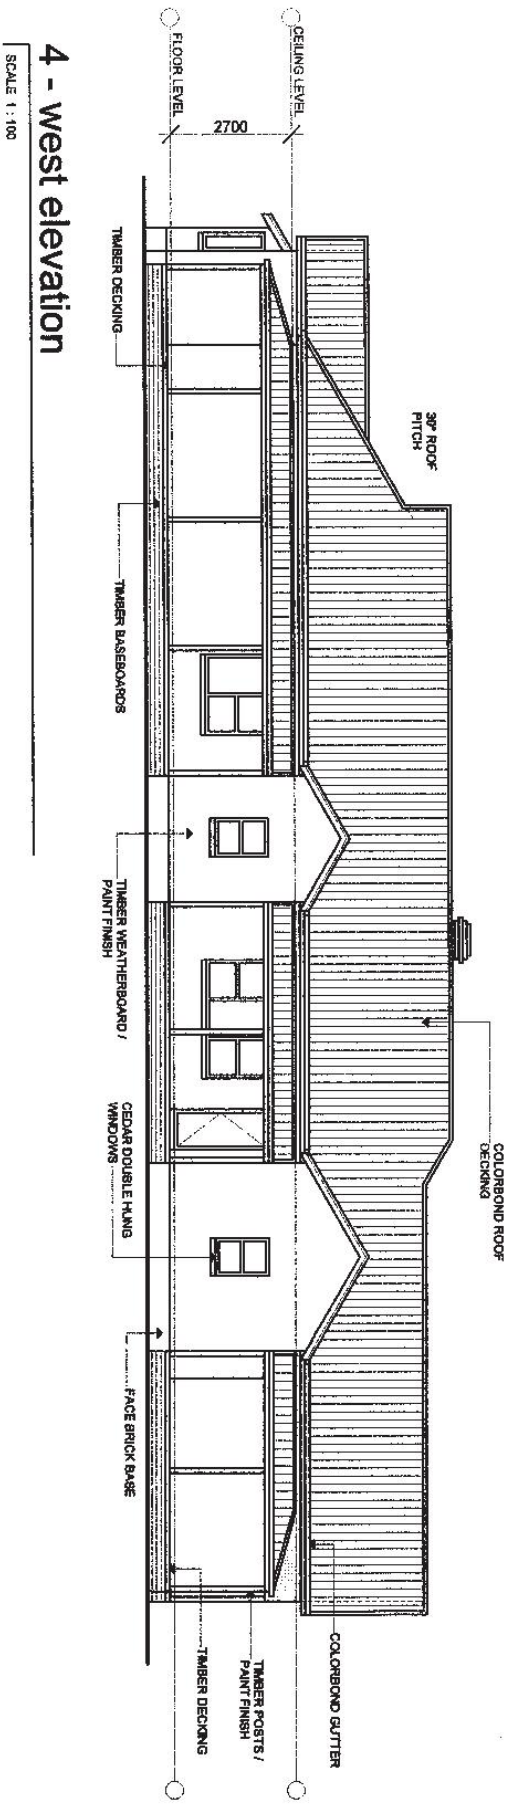 COLORBOND ROOF
DECKING
30° ROOF
PITCH
CEILING LEVEL
2700
FLOOR LEVEL
COLORBOND GUTTER
TIMBER POSTS /
PAINT FINISH
TIMBER DECKING
TIMBER DECKING
TIMBER BASEBOARDS
TIMBER WEATHERBOARD /
PAINT FINISH
CEDAR DOUBLE HUNG
WINDOWS
FACE BRICK BASE
4 - west elevation
SCALE 1 : 100